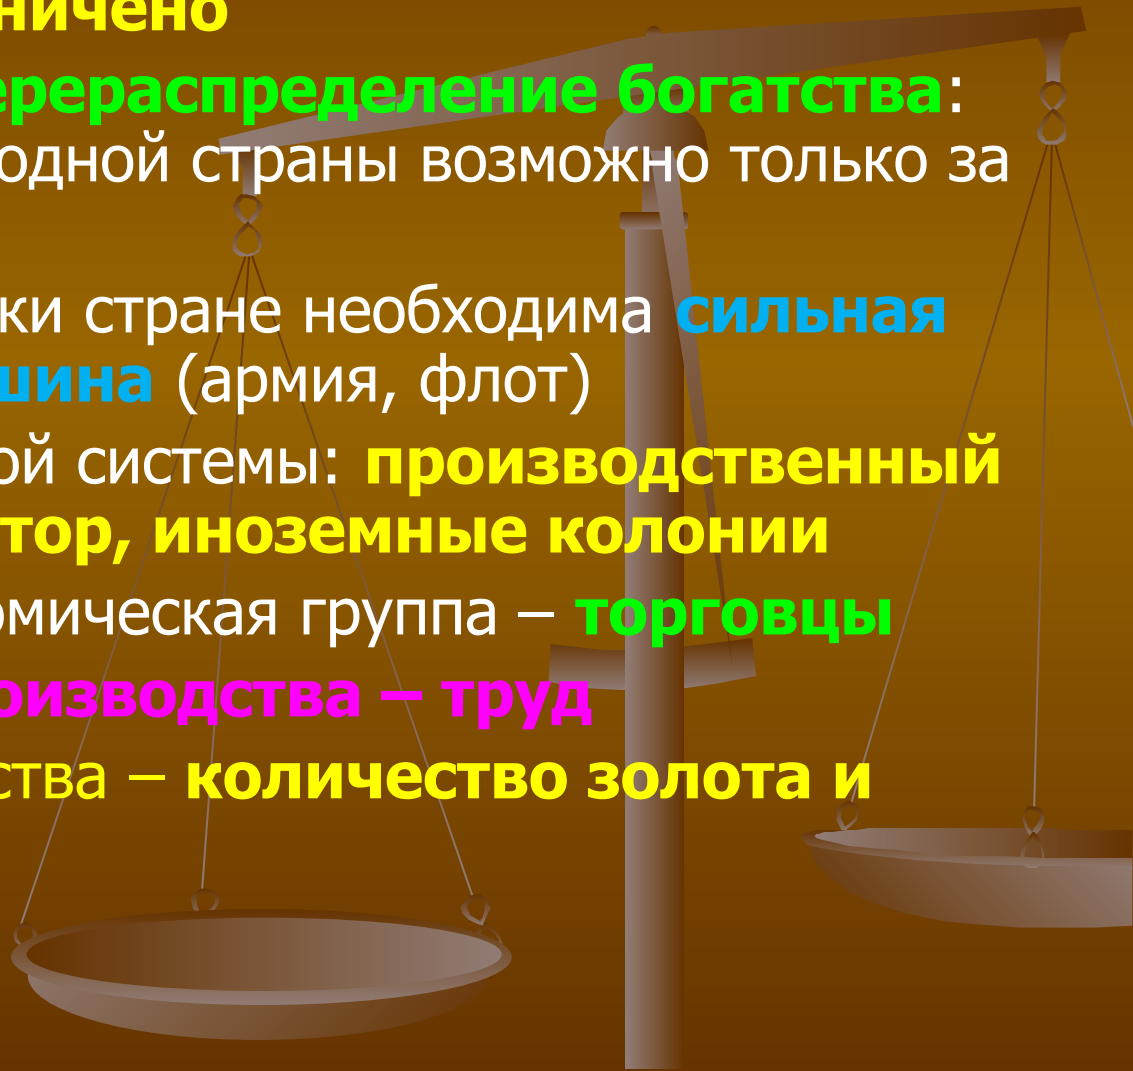 ничено
ерераспределение богатства:
одной страны возможно только за
ки стране необходима сильная
шина (армия, флот)
ой системы: производственный
тор, иноземные колонии
омическая группа – торговцы
оизводства – труд
ства – количество золота и